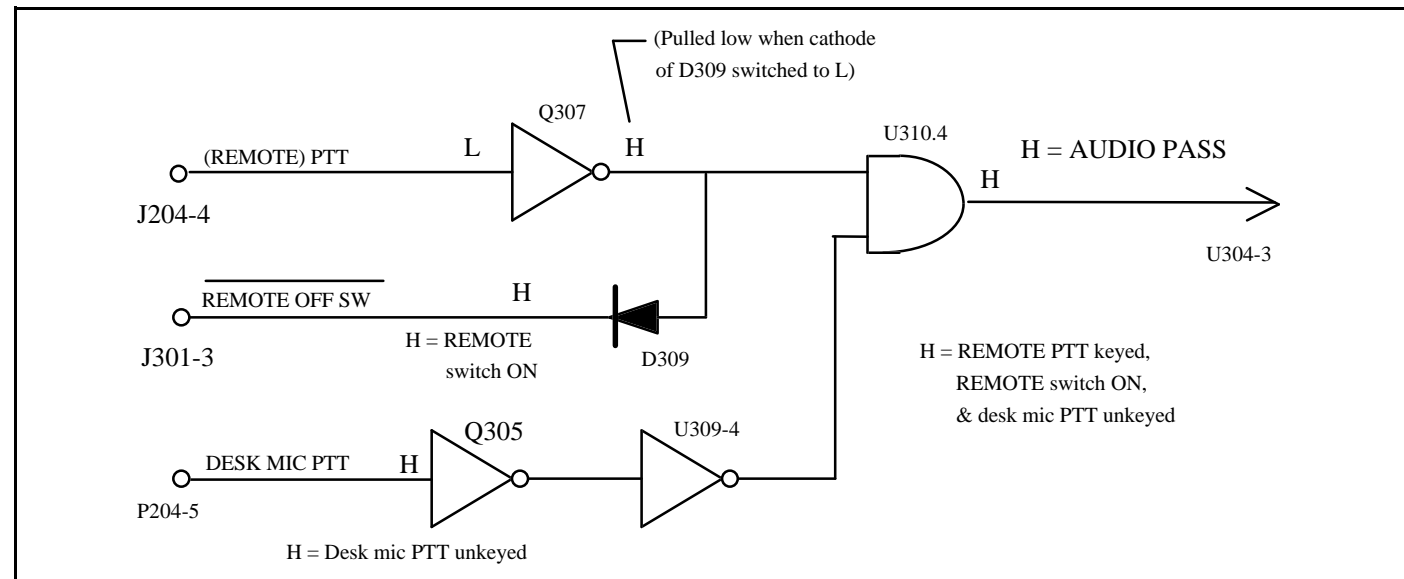 (Pulled low when cathode
of D309 switched to L)
Q307
U310.4
(REMOTE) PTT
L
H
H = AUDIO PASS
H
J204-4
U304-3
REMOTE OFF SW
H
J301-3
H = REMOTE
switch ON
D309
H = REMOTE PTT keyed,
REMOTE switch ON,
& desk mic PTT unkeyed
Q305
U309-4
DESK MIC PTT
H
P204-5
H = Desk mic PTT unkeyed